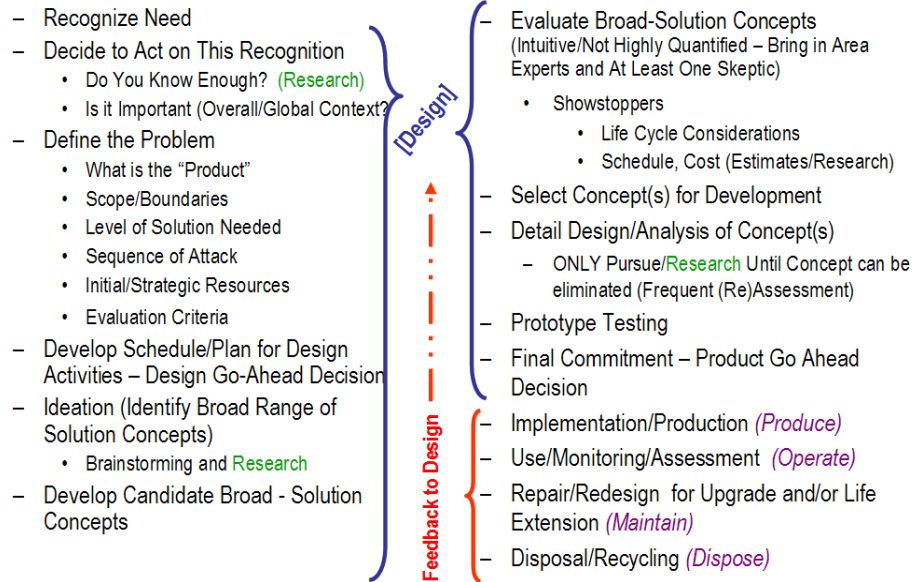 – Recognize Need
– Decide to Act on This Recognition
• Do You Know Enough? (Research)
• Is it Important (Overall/Global Context?
– Define the Problem
• What is the “Product”
• Scope/Boundaries
• Level of Solution Needed
• Sequence of Attack
• Initial/Strategic Resources
• Evaluation Criteria
– Develop Schedule/Plan for Design
Activities – Design Go-Ahead Decision
– Ideation (Identify Broad Range of
Solution Concepts)
• Brainstorming and Research
– Develop Candidate Broad - Solution
Concepts
[Design]
Feedback to Design
– Evaluate Broad-Solution Concepts
(Intuitive/Not Highly Quantified – Bring in Area
Experts and At Least One Skeptic)
• Showstoppers
• Life Cycle Considerations
• Schedule, Cost (Estimates/Research)
– Select Concept(s) for Development
– Detail Design/Analysis of Concept(s)
– ONLY Pursue/Research Until Concept can be
eliminated (Frequent (Re)Assessment)
– Prototype Testing
– Final Commitment – Product Go Ahead
Decision
– Implementation/Production (Produce)
– Use/Monitoring/Assessment (Operate)
– Repair/Redesign for Upgrade and/or Life
Extension (Maintain)
– Disposal/Recycling (Dispose)